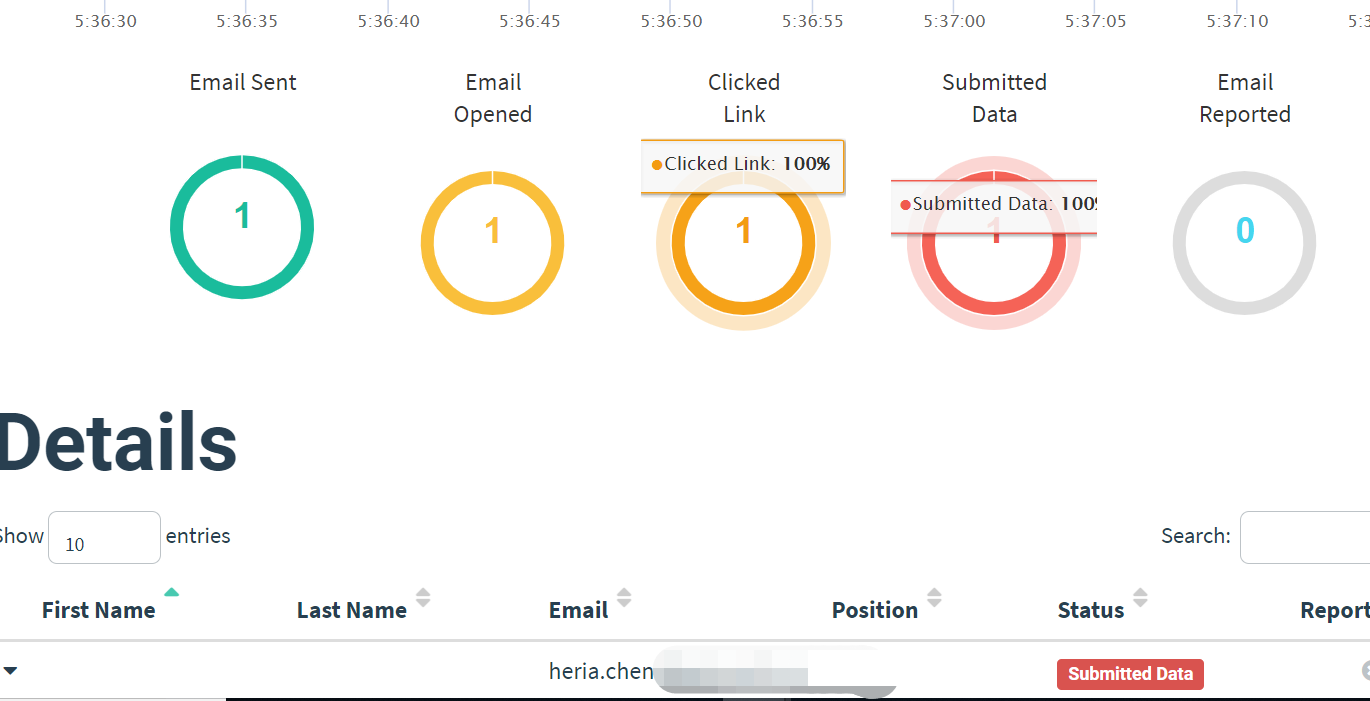 5:36:30 5:36:35 5:36:40 5:36:45 5:36:50 5:36:55 5:37:00 5:37:05 5:37:10 5:3
Email Sent Email Clicked Submitted Email
Opened Link Data Reported
Clicked Link: 100%
Submitted Data: 100%
1 1 1 1 0
Details
Show 10 entries Search:
First Name Last Name Email Position Status Report
heria.chen Submitted Data